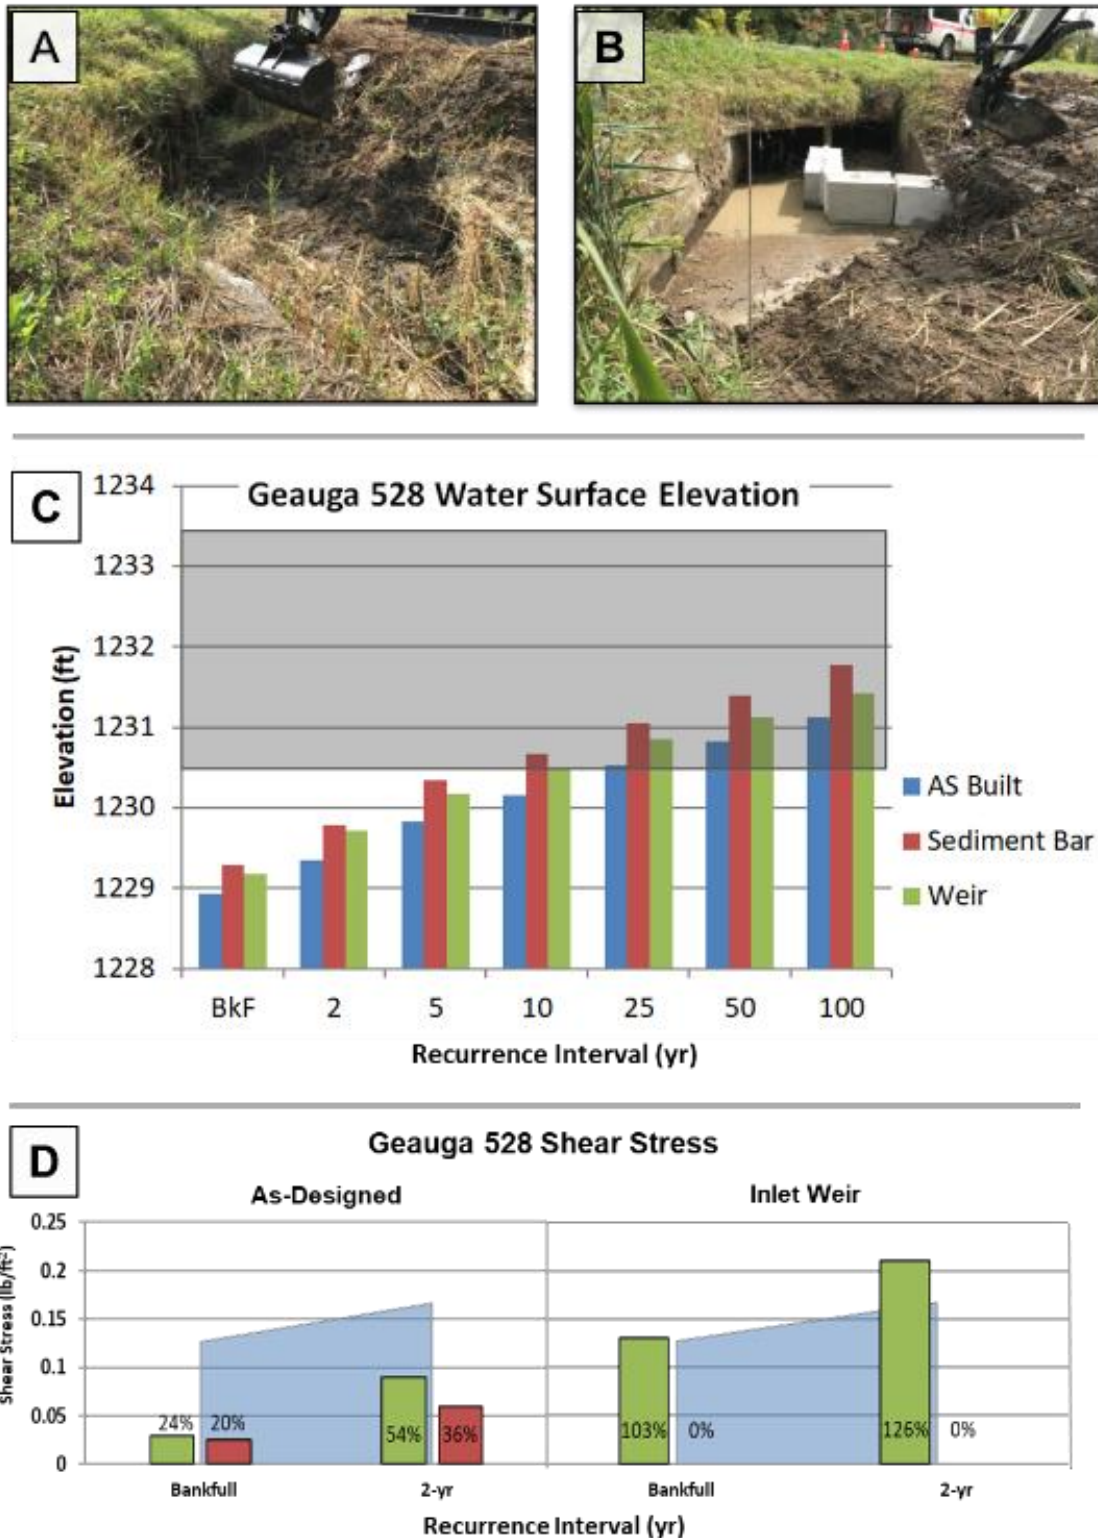 A
B
C
Geauga 528 Water Surface Elevation
1234
1233
1232
1231
1230
1229
1228
Elevation (ft)
BkF 2 5 10 25 50 100
Recurrence Interval (yr)
AS Built
Sediment Bar
Weir
D
Geauga 528 Shear Stress
As-Designed
Inlet Weir
Shear Stress (lb/ft²)
0.25
0.2
0.15
0.1
0.05
0
24% 20% 54% 36% 103% 0% 126% 0%
Bankfull 2-yr Bankfull 2-yr
Recurrence Interval (yr)